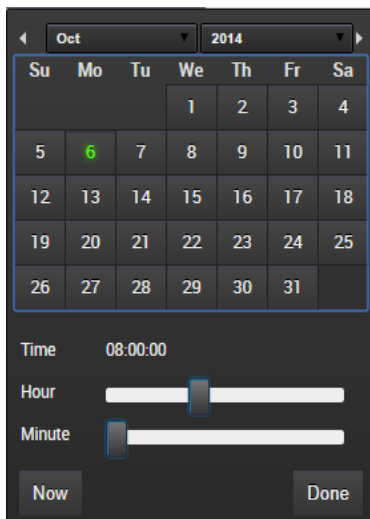 Oct 2014
Su Mo Tu We Th Fr Sa
1 2 3 4
5 6 7 8 9 10 11
12 13 14 15 16 17 18
19 20 21 22 23 24 25
26 27 28 29 30 31
Time 08:00:00
Hour
Minute
Now Done